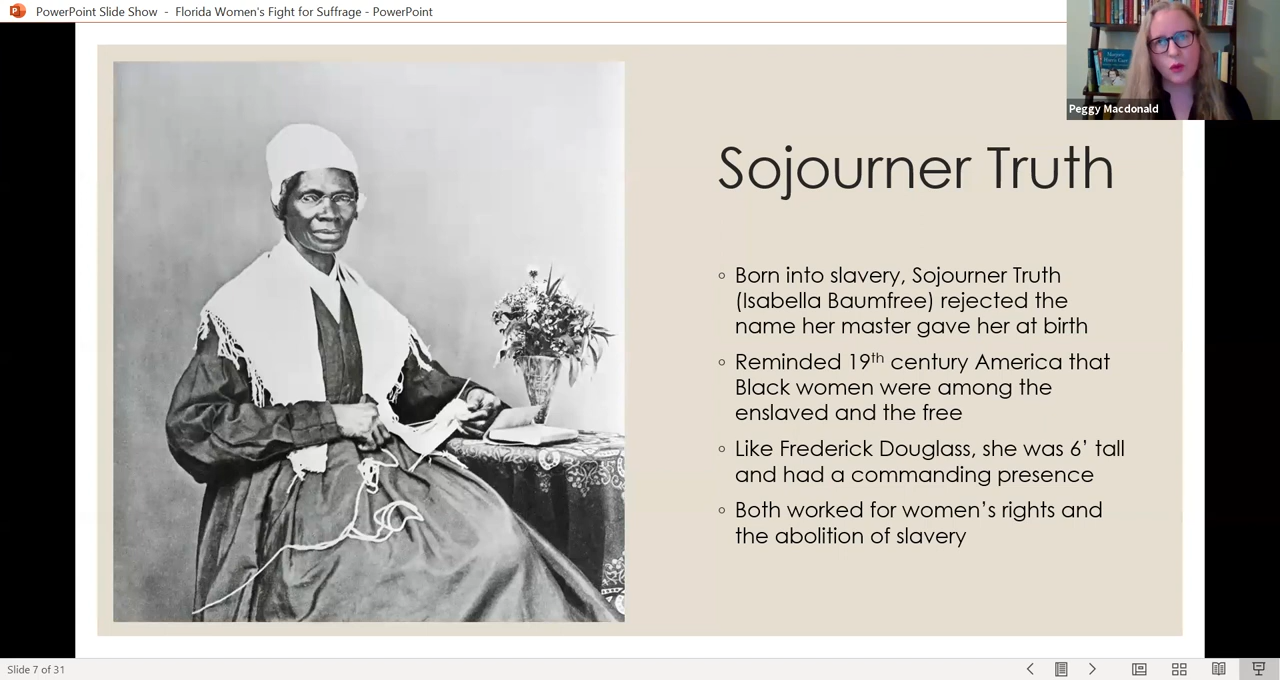 PowerPoint Slide Show - Florida Women's Fight for Suffrage - PowerPoint
Peggy Macdonald
Sojourner Truth
◦ Born into slavery, Sojourner Truth
(Isabella Baumfree) rejected the
name her master gave her at birth
◦ Reminded 19th century America that
Black women were among the
enslaved and the free
◦ Like Frederick Douglass, she was 6’ tall
and had a commanding presence
◦ Both worked for women’s rights and
the abolition of slavery
Slide 7 of 31